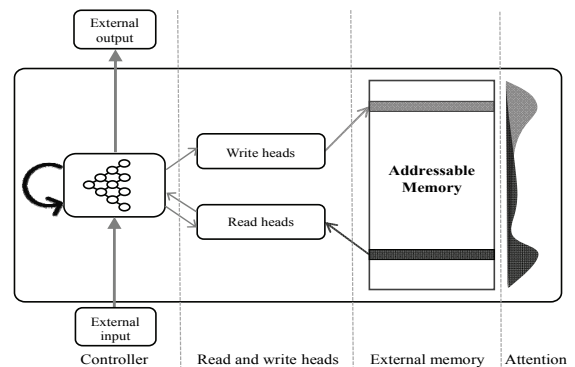 External
output
Write heads
Addressable
Memory
Read heads
External
input
Controller
Read and write heads
External memory
Attention